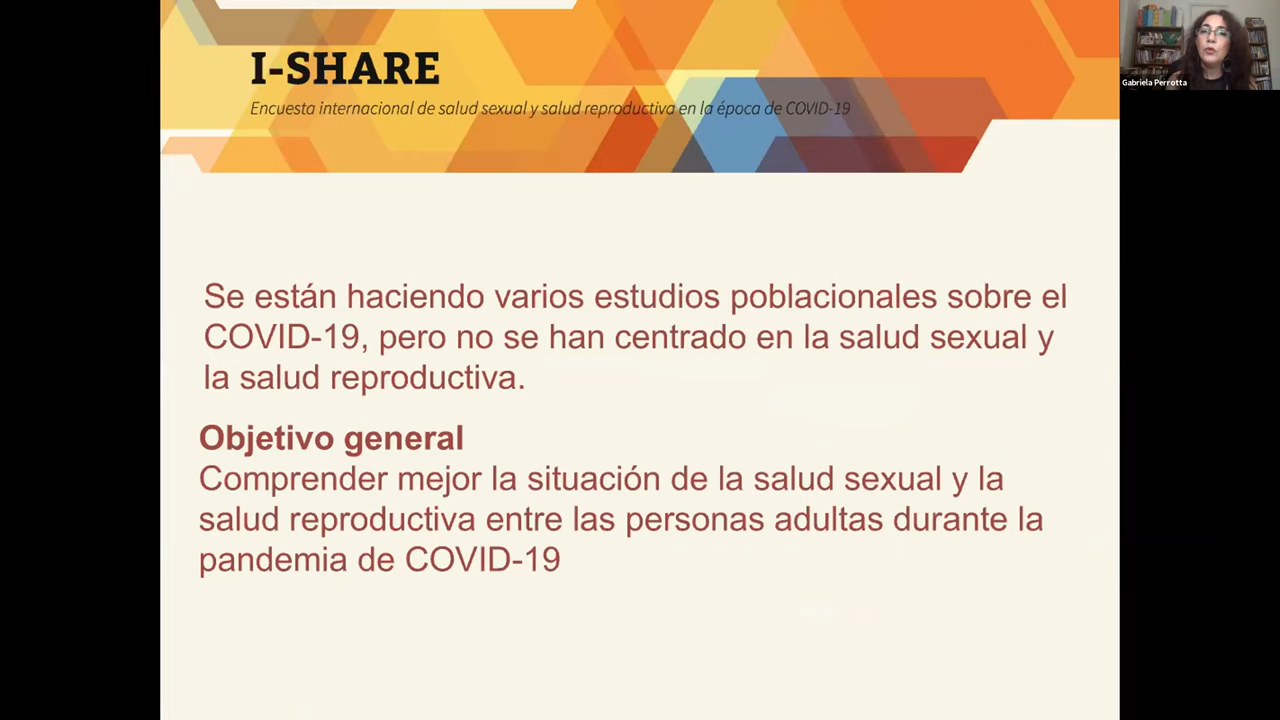 I-SHARE
Encuesta internacional de salud sexual y salud reproductiva en la época de COVID-19
Gabriela Perrotta
Se están haciendo varios estudios poblacionales sobre el
COVID-19, pero no se han centrado en la salud sexual y
la salud reproductiva.
Objetivo general
Comprender mejor la situación de la salud sexual y la
salud reproductiva entre las personas adultas durante la
pandemia de COVID-19